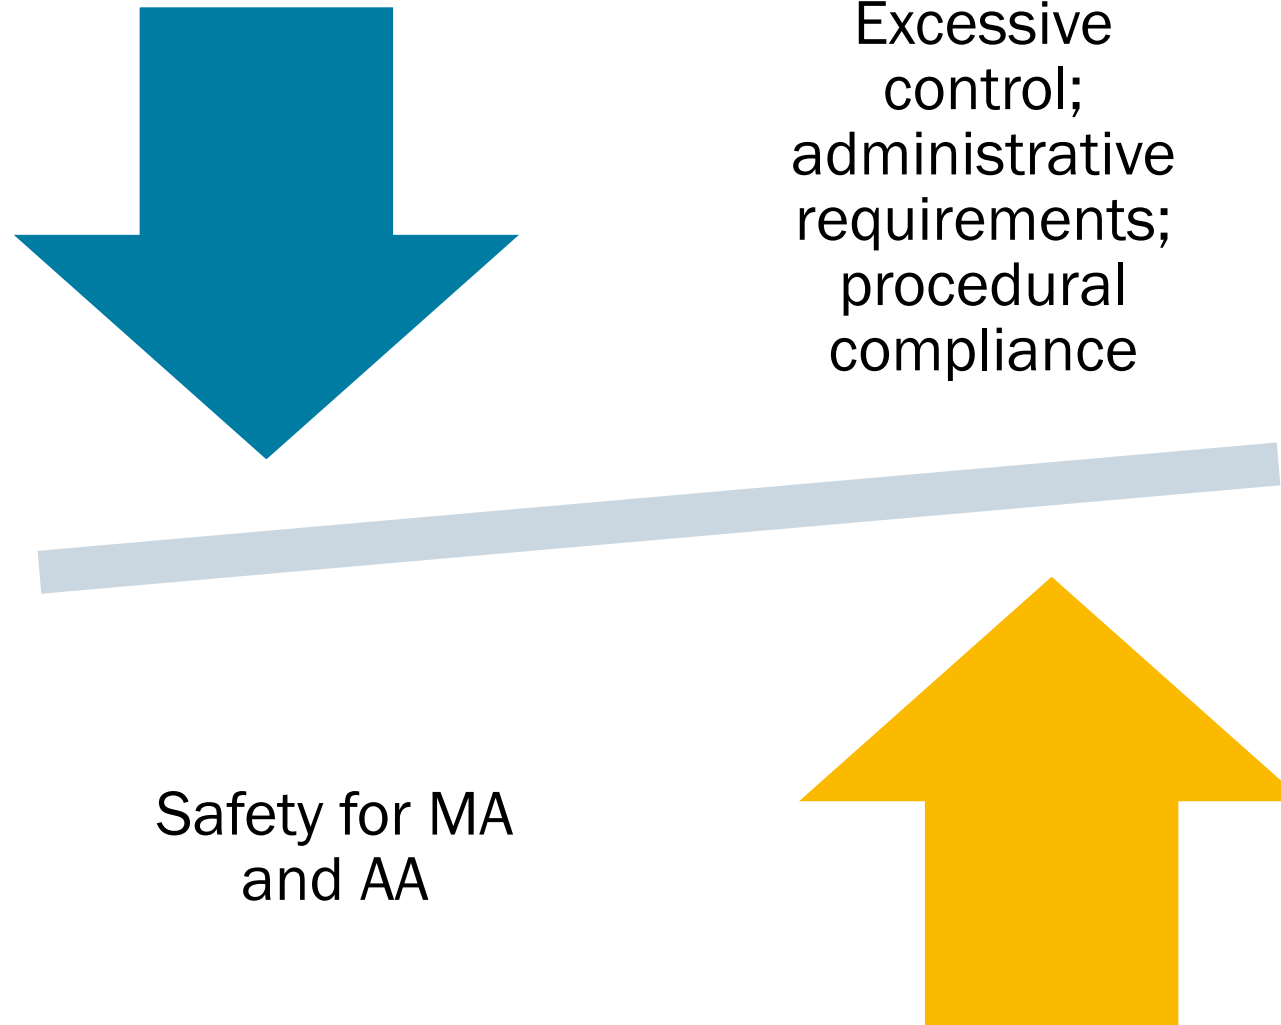 Excessive
control;
administrative
requirements;
procedural
compliance
Safety for MA
and AA